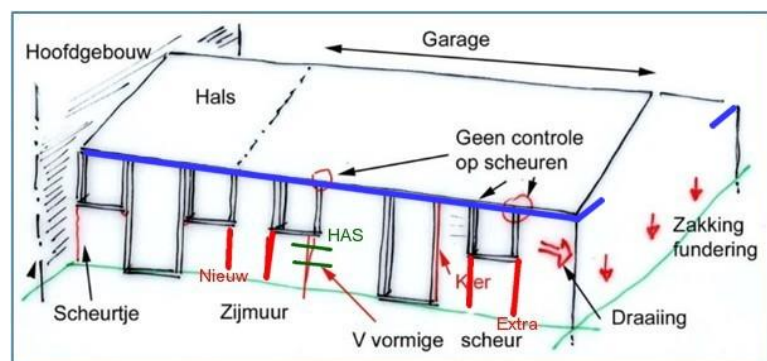 Garage
Hoofdgebouw
Hals
Geen controle
op scheuren
HAS
Zakking
fundering
Nieuw
Kier
Scheurtje
Zijmuur
V vormige scheur
Extra
Draaiing